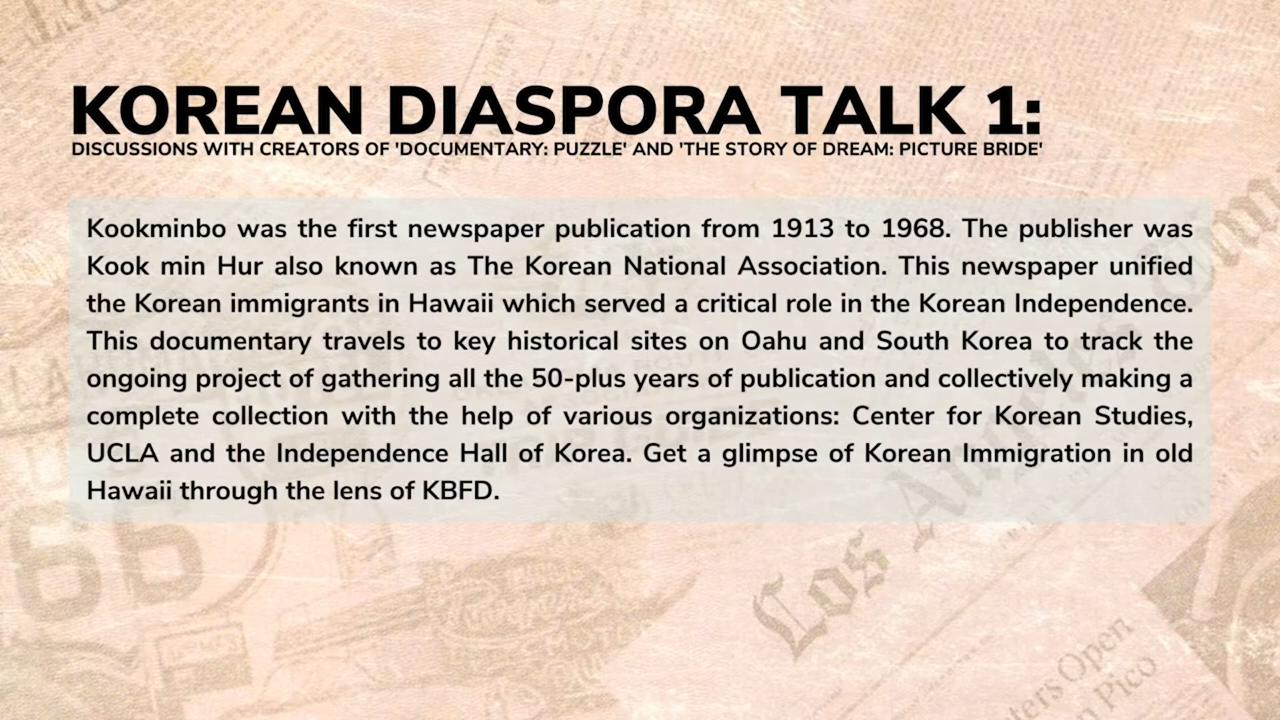 KOREAN DIASPORA TALK 1:
DISCUSSIONS WITH CREATORS OF 'DOCUMENTARY: PUZZLE' AND 'THE STORY OF DREAM: PICTURE BRIDE'
Kookminbo was the first newspaper publication from 1913 to 1968. The publisher was
Kook min Hur also known as The Korean National Association. This newspaper unified
the Korean immigrants in Hawaii which served a critical role in the Korean Independence.
This documentary travels to key historical sites on Oahu and South Korea to track the
ongoing project of gathering all the 50-plus years of publication and collectively making a
complete collection with the help of various organizations: Center for Korean Studies,
UCLA and the Independence Hall of Korea. Get a glimpse of Korean Immigration in old
Hawaii through the lens of KBFD.
66
Los Angeles
Open
Pico